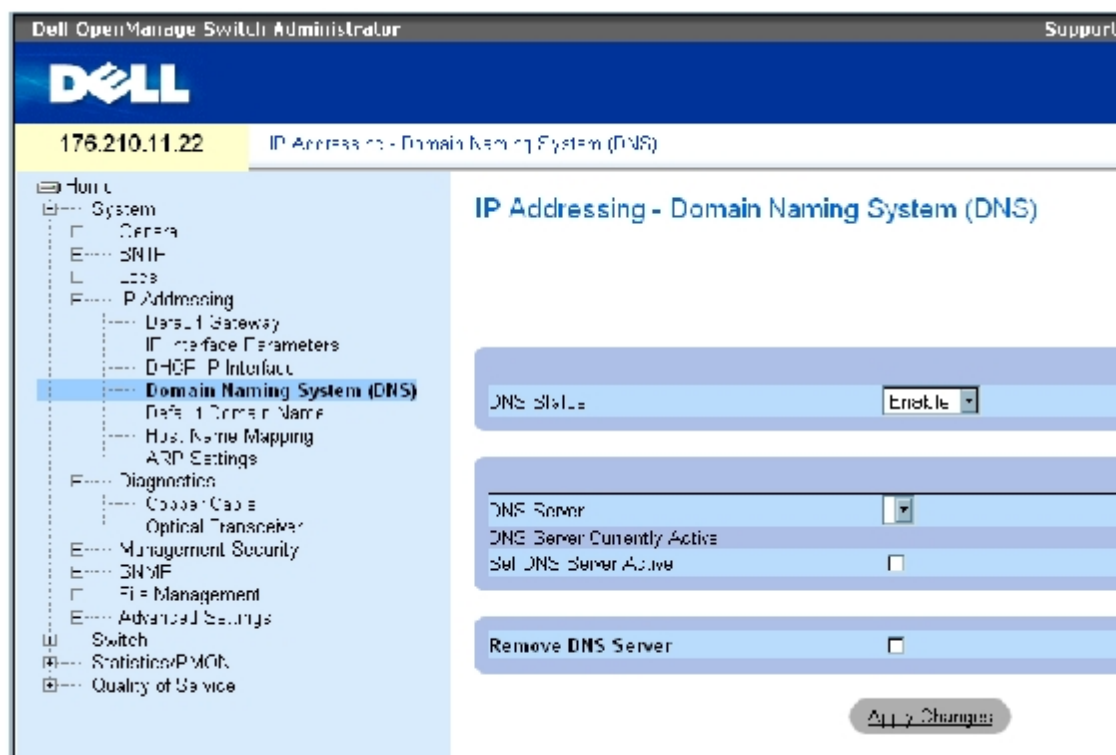 Dell OpenManage Switch Administrator
Support
DELL
176.210.11.22
IP Addressing - Domain Naming System (DNS)
Home
System
General
SNTP
Logs
IP Addressing
Default Gateway
IP Interface Parameters
DHCP IP Interface
Domain Naming System (DNS)
Default Domain Name
Host Name Mapping
ARP Settings
Diagnostics
Copper Cable
Optical Transceiver
Management Security
SNMP
File Management
Advanced Settings
Switch
Statistics/RMON
Quality of Service
IP Addressing - Domain Naming System (DNS)
DNS Status
Enable
DNS Server
DNS Server Currently Active
Set DNS Server Active
Remove DNS Server
Apply Changes